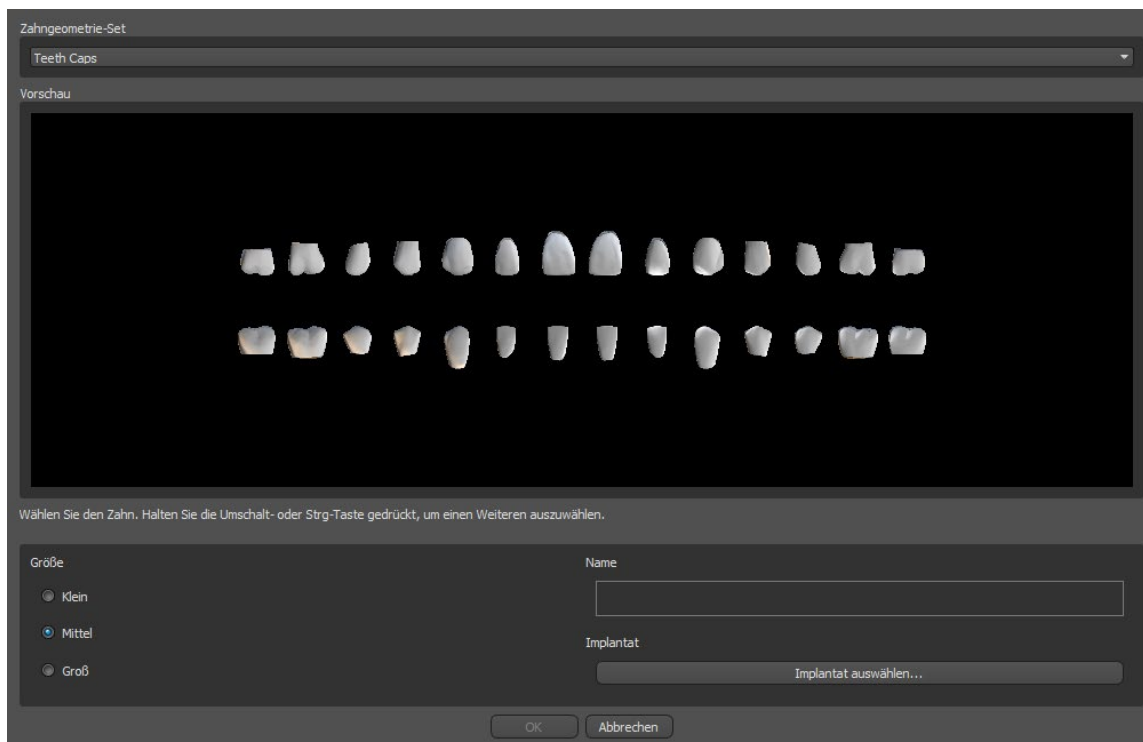 Zahngeometrie-Set
Teeth Caps
Vorschau
Wählen Sie den Zahn. Halten Sie die Umschalt- oder Strg-Taste gedrückt, um einen Weiteren auszuwählen.
Größe
Klein
Mittel
Groß
Name
Implantat
Implantat auswählen...
OK
Abbrechen